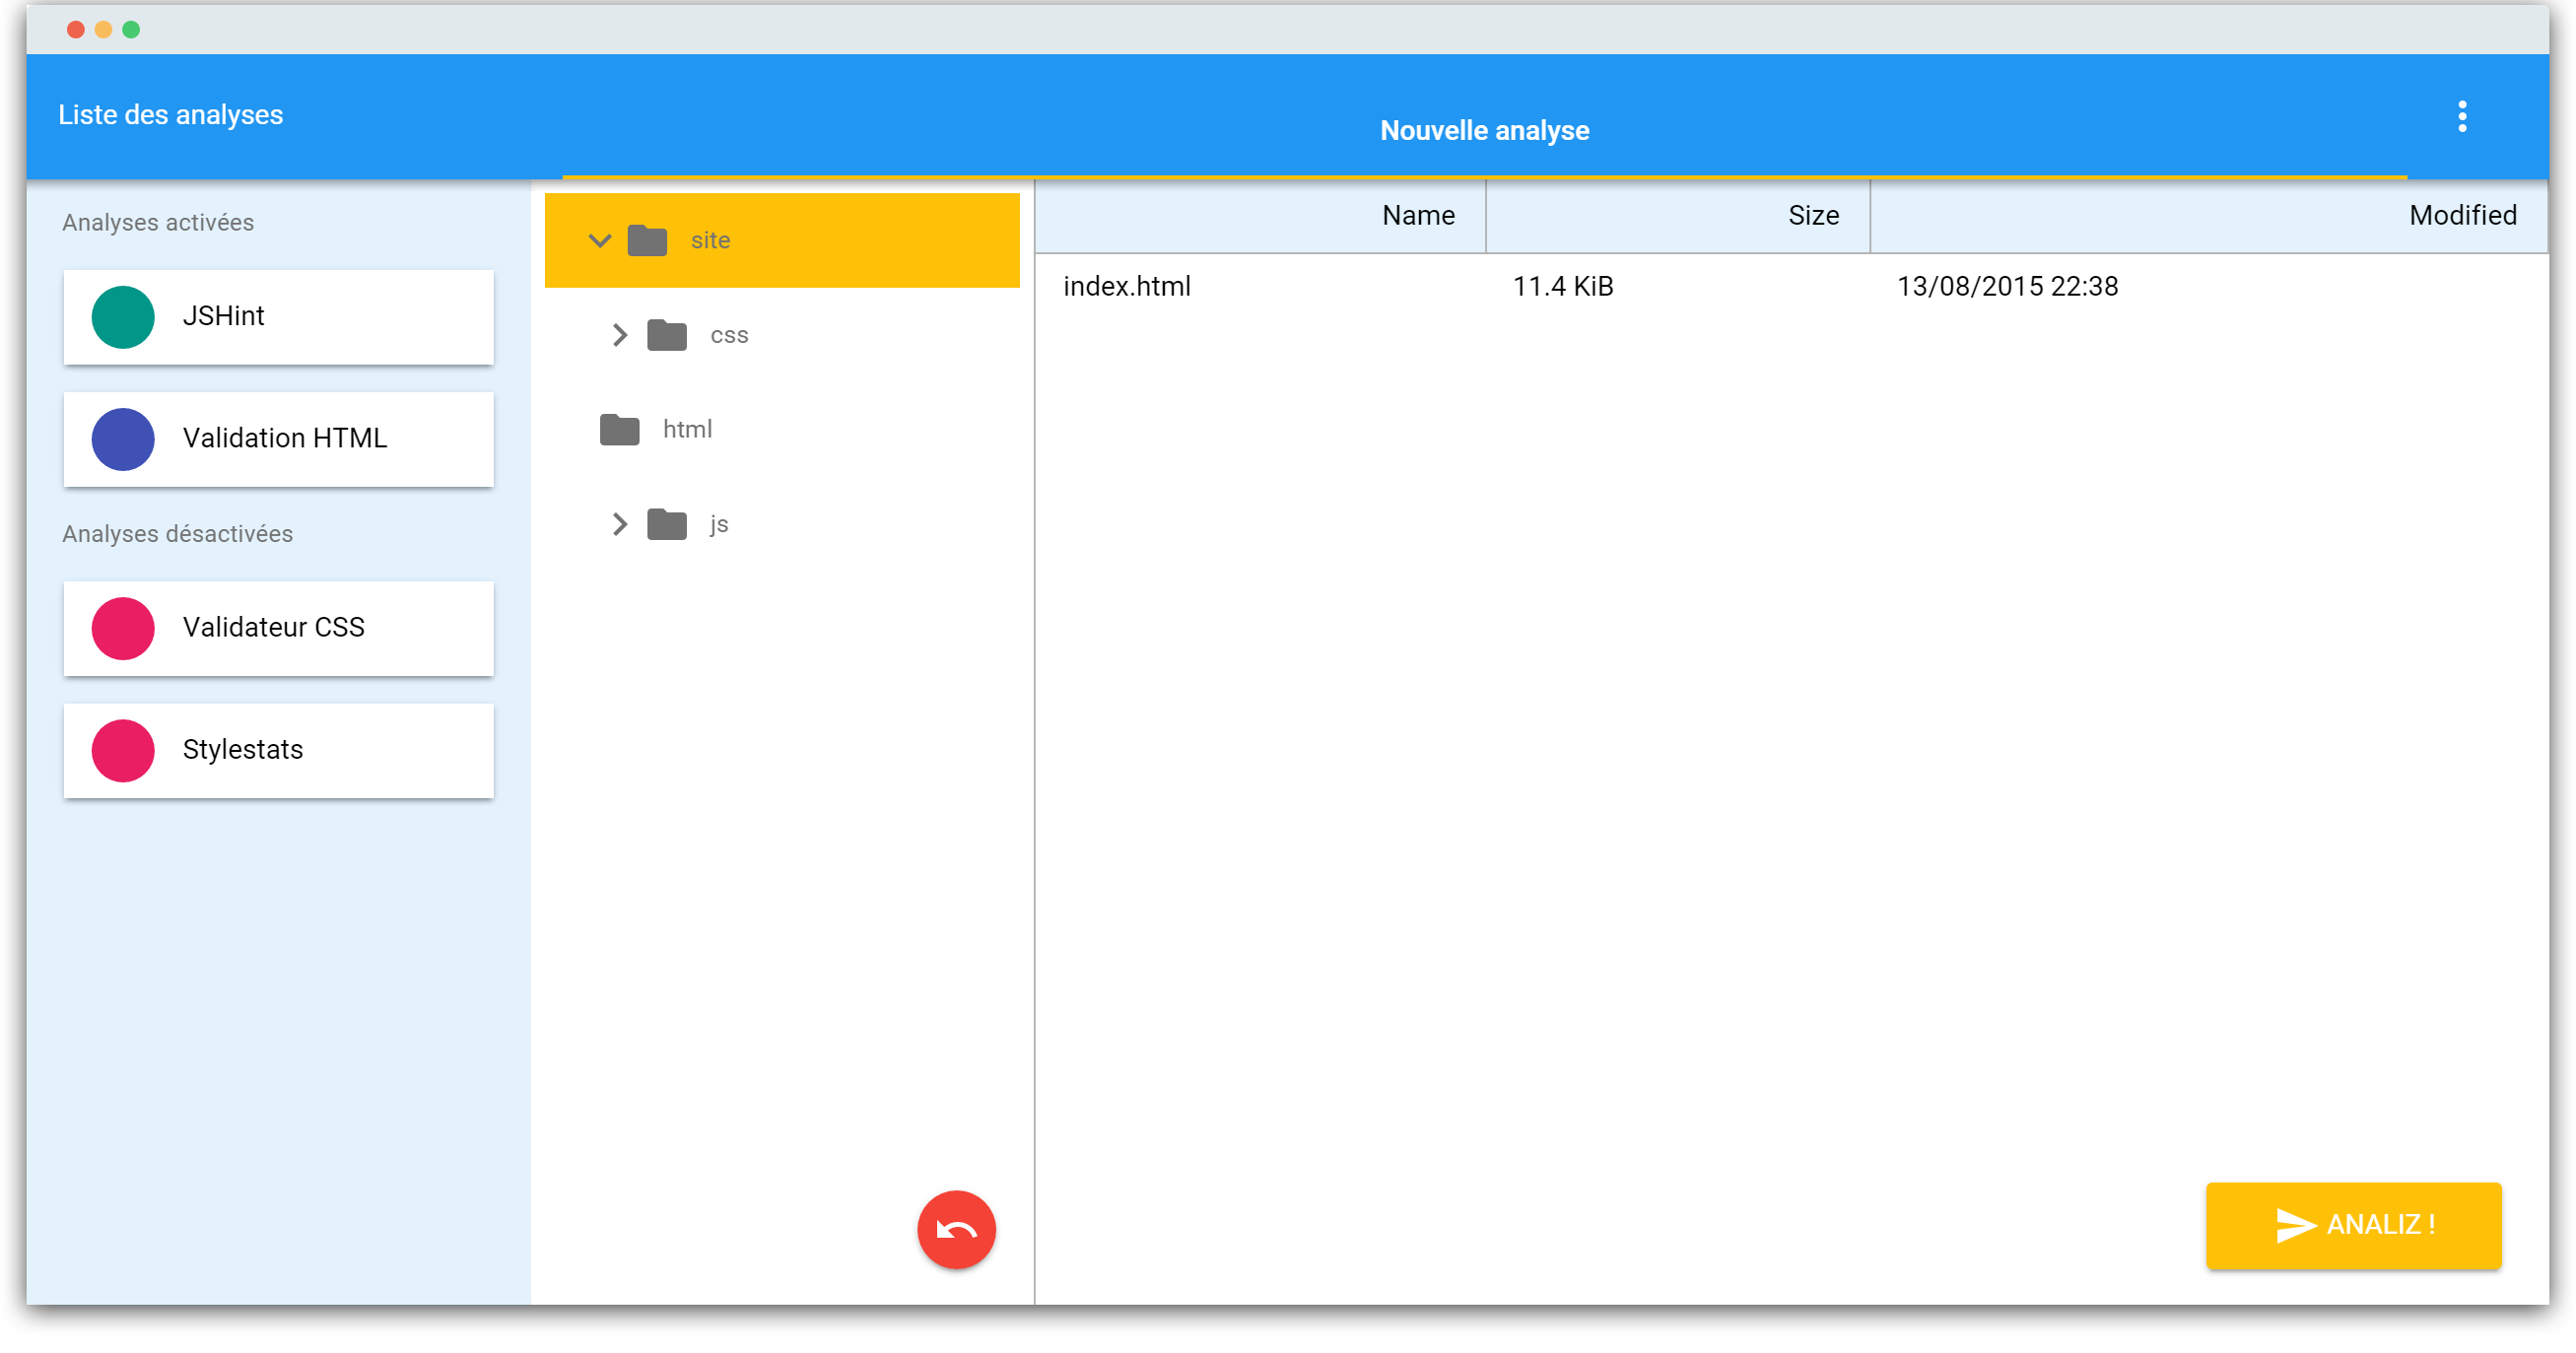 Liste des analyses
Nouvelle analyse
Analyses activées
JSHint
Validation HTML
Analyses désactivées
Validateur CSS
Stylestats
site
css
html
js
Name Size Modified
index.html 11.4 KiB 13/08/2015 22:38
ANALIZ !